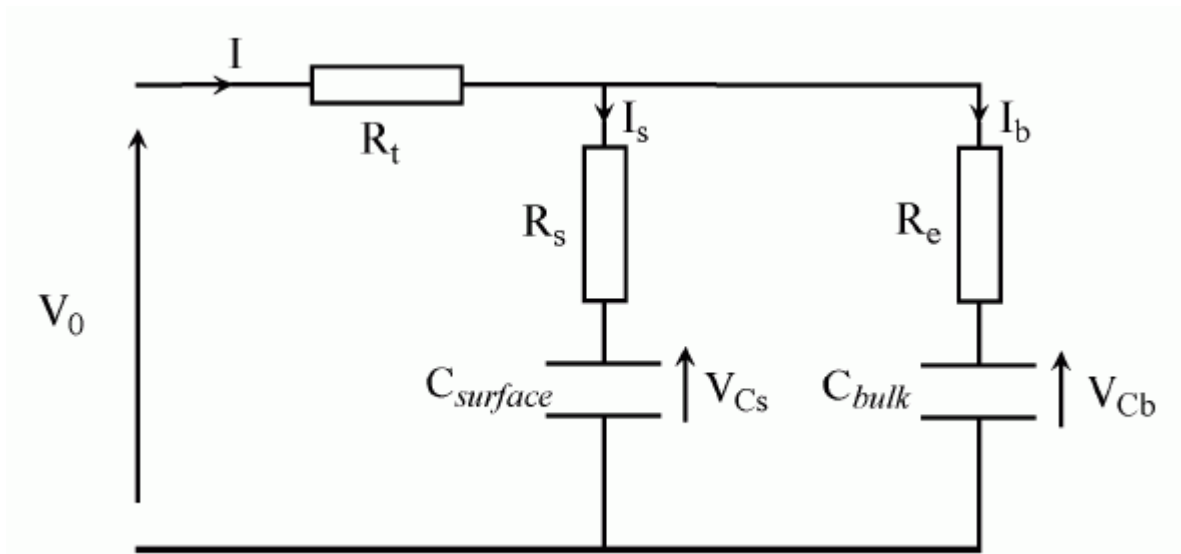 I
R_t
I_s
I_b
R_s
R_e
V_0
C_surface
V_Cs
C_bulk
V_Cb